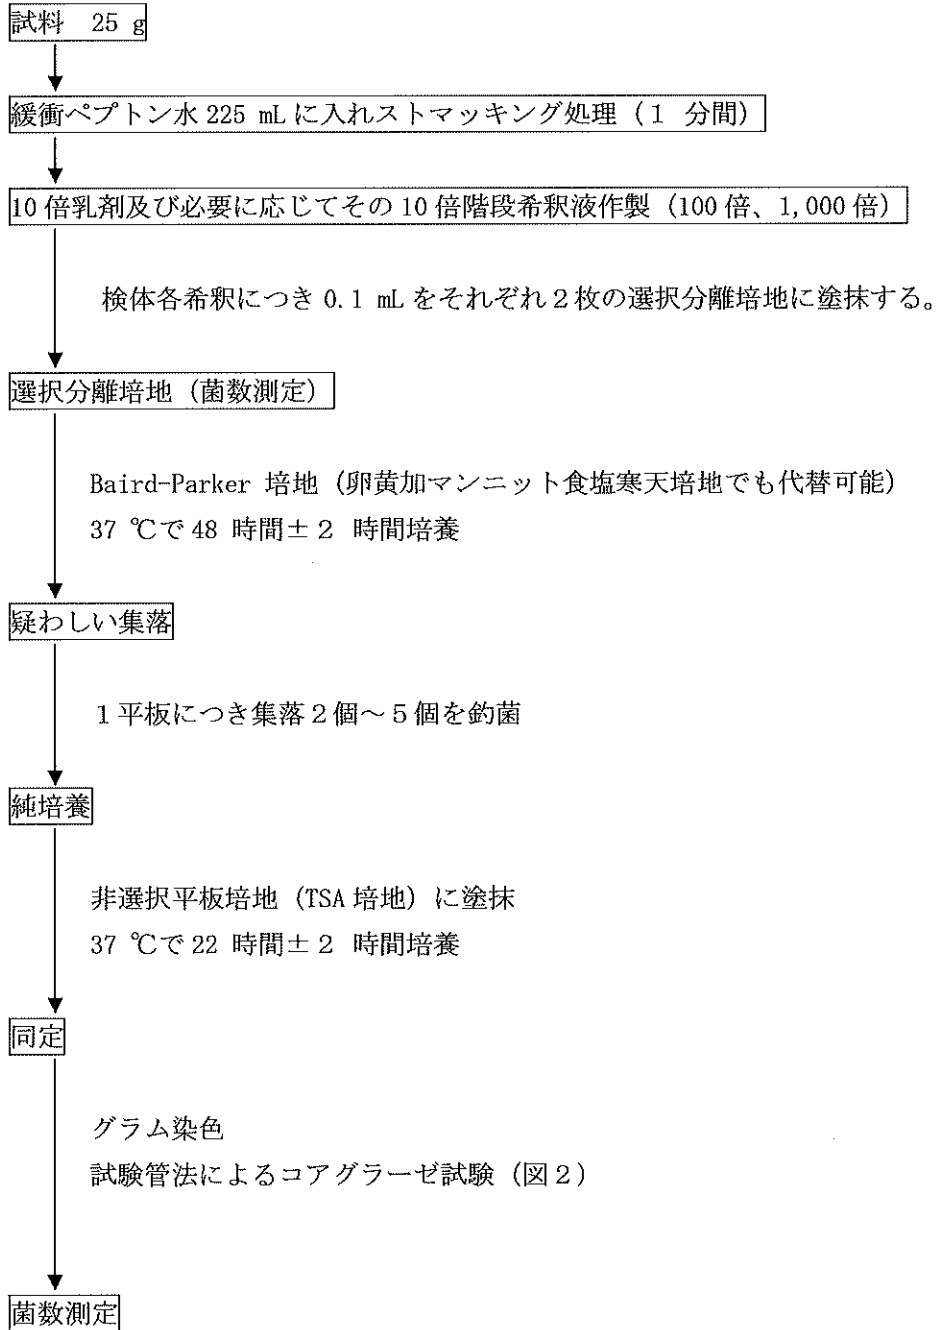 試料　25 g
緩衝ペプトン水 225 mL に入れストマッキング処理（1 分間）
10 倍乳剤及び必要に応じてその 10 倍階段希釈液作製（100 倍、1,000 倍）
検体各希釈につき 0.1 mL をそれぞれ２枚の選択分離培地に塗抹する。
選択分離培地（菌数測定）
Baird-Parker 培地（卵黄加マンニット食塩寒天培地でも代替可能）
37 ℃で 48 時間±２ 時間培養
疑わしい集落
１平板につき集落２個～５個を釣菌
純培養
非選択平板培地（TSA 培地）に塗抹
37 ℃で 22 時間±２ 時間培養
同定
グラム染色
試験管法によるコアグラーゼ試験（図２）
菌数測定